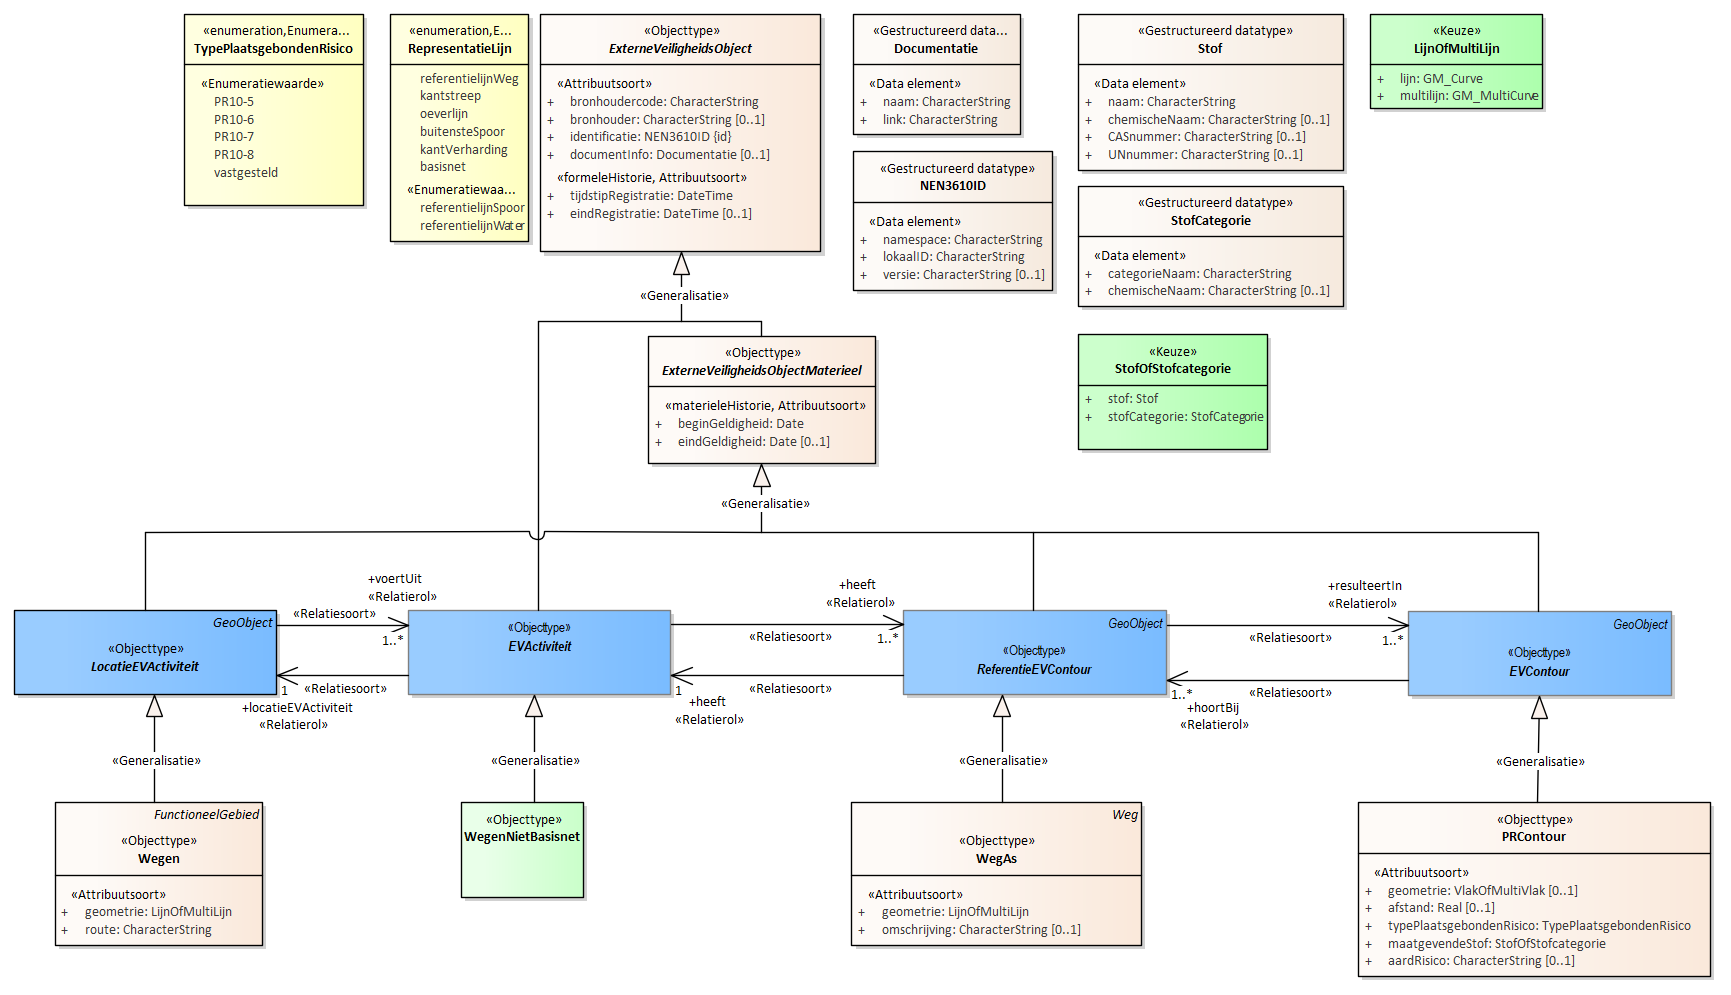 «enumeration,Enumera...
TypePlaatsgebondenRisico
«Enumeratiewaarde»
PR10-5
PR10-6
PR10-7
PR10-8
vastgesteld
«enumeration,E...
RepresentatieLijn
referentielijnWeg
kantstreep
oeverlijn
buitensteSpoor
kantVerharding
basisnet
«Enumeratiewaa...
referentielijnSpoor
referentielijnWater
«Objecttype»
ExterneVeiligheidsObject
«Attribuutsoort»
+ bronhoudercode: CharacterString
+ bronhouder: CharacterString [0..1]
+ identificatie: NEN3610ID {id}
+ documentInfo: Documentatie [0..1]
«formeleHistorie, Attribuutsoort»
+ tijdstipRegistratie: DateTime
+ eindRegistratie: DateTime [0..1]
«Gestructureerd data...
Documentatie
«Data element»
+ naam: CharacterString
+ link: CharacterString
«Gestructureerd datatype»
NEN3610ID
«Data element»
+ namespace: CharacterString
+ lokaalID: CharacterString
+ versie: CharacterString [0..1]
«Gestructureerd datatype»
Stof
«Data element»
+ naam: CharacterString
+ chemischeNaam: CharacterString [0..1]
+ CASnummer: CharacterString [0..1]
+ UNnummer: CharacterString [0..1]
«Gestructureerd datatype»
StofCategorie
«Data element»
+ categorieNaam: CharacterString
+ chemischeNaam: CharacterString [0..1]
«Keuze»
LijnOfMultiLijn
+ lijn: GM_Curve
+ multilijn: GM_MultiCurve
«Keuze»
StofOfStofcategorie
+ stof: Stof
+ stofCategorie: StofCategorie
«Generalisatie»
«Objecttype»
ExterneVeiligheidsObjectMaterieel
«materieleHistorie, Attribuutsoort»
+ beginGeldigheid: Date
+ eindGeldigheid: Date [0..1]
«Generalisatie»
+voertUit
«Relatierol»
«Relatiesoort»
1..*
+heeft
«Relatierol»
«Relatiesoort»
1..*
+resulteertIn
«Relatierol»
«Relatiesoort»
1..*
GeoObject
«Objecttype»
LocatieEVActiviteit
«Objecttype»
EVActiviteit
GeoObject
«Objecttype»
ReferentieEVContour
GeoObject
«Objecttype»
EVContour
1
«Relatiesoort»
+locatieEVActiviteit
«Relatierol»
1
«Relatiesoort»
+heeft
«Relatierol»
1..*
«Relatiesoort»
+hoortBij
«Relatierol»
«Generalisatie»
«Generalisatie»
«Generalisatie»
«Generalisatie»
FunctioneelGebied
«Objecttype»
Wegen
«Attribuutsoort»
+ geometrie: LijnOfMultiLijn
+ route: CharacterString
«Objecttype»
WegenNietBasisnet
Weg
«Objecttype»
WegAs
«Attribuutsoort»
+ geometrie: LijnOfMultiLijn
+ omschrijving: CharacterString [0..1]
«Objecttype»
PRContour
«Attribuutsoort»
+ geometrie: VlakOfMultiVlak [0..1]
+ afstand: Real [0..1]
+ typePlaatsgebondenRisico: TypePlaatsgebondenRisico
+ maatgevendeStof: StofOfStofcategorie
+ aardRisico: CharacterString [0..1]